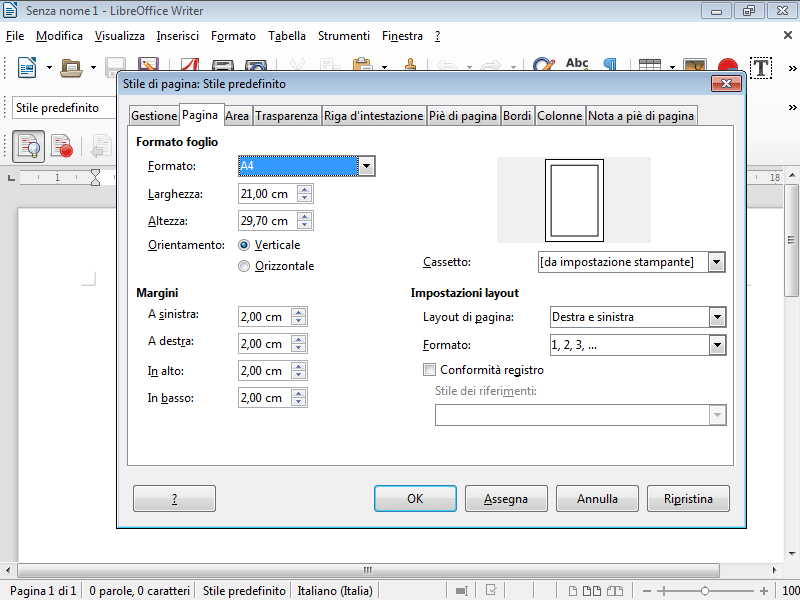 Senza nome 1 - LibreOffice Writer
File Modifica Visualizza Inserisci Formato Tabella Strumenti Finestra ?
Abc T
Stile predefinito
Stile di pagina: Stile predefinito
Gestione Pagina Area Trasparenza Riga d'intestazione Piè di pagina Bordi Colonne Nota a piè di pagina
Formato foglio
Formato: A4
Larghezza: 21,00 cm
Altezza: 29,70 cm
Orientamento: Verticale
Orizzontale
Cassetto: [da impostazione stampante]
Margini
A sinistra: 2,00 cm
A destra: 2,00 cm
In alto: 2,00 cm
In basso: 2,00 cm
Impostazioni layout
Layout di pagina: Destra e sinistra
Formato: 1, 2, 3, ...
Conformità registro
Stile dei riferimenti:
? OK Assegna Annulla Ripristina
1 18
Pagina 1 di 1 0 parole, 0 caratteri Stile predefinito Italiano (Italia) 100